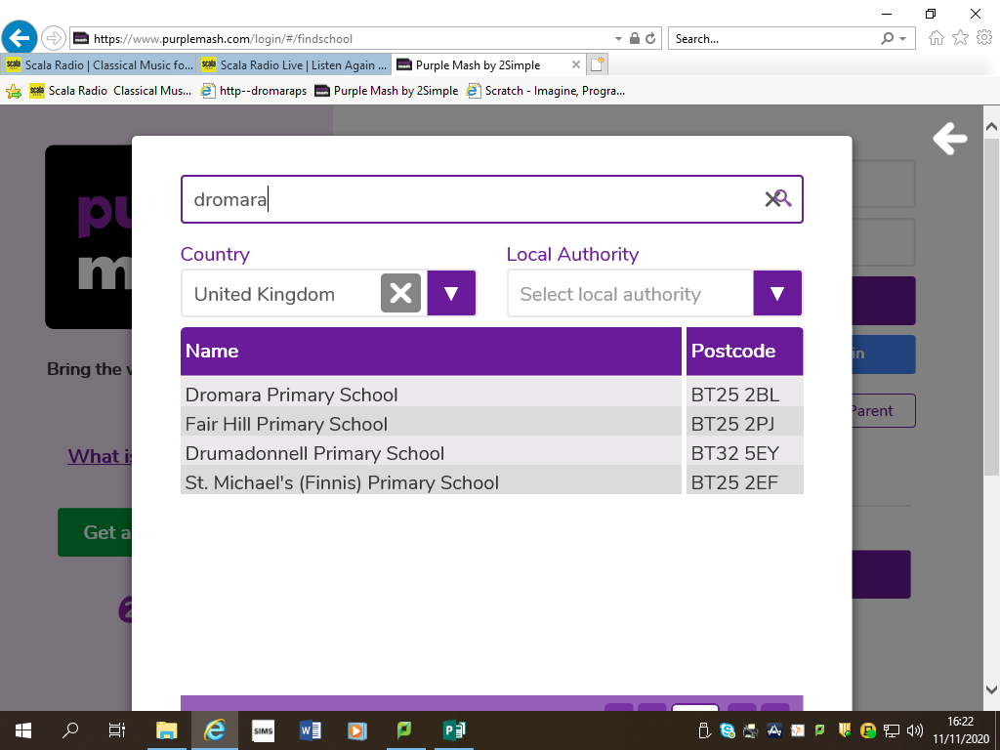 https://www.purplemash.com/login/#/findschool
Search...
Scala Radio | Classical Music fo...
Scala Radio Live | Listen Again ...
Purple Mash by 2Simple
Scala Radio Classical Mus...
http--dromaraps
Purple Mash by 2Simple
Scratch - Imagine, Progra...
pu
m
Bring the
What is
Get a
dromara
Country
Local Authority
United Kingdom
Select local authority
Name Postcode
Dromara Primary School BT25 2BL
Fair Hill Primary School BT25 2PJ
Drumadonnell Primary School BT32 5EY
St. Michael's (Finnis) Primary School BT25 2EF
in
Parent
SIMS
16:22
11/11/2020